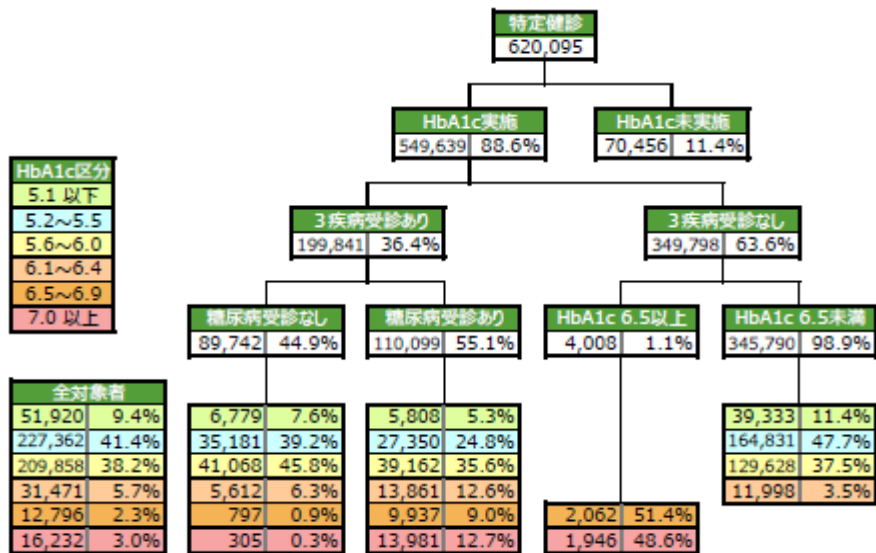 特定健診
620,095
HbA1c実施 HbA1c未実施
549,639 88.6% 70,456 11.4%
HbA1c区分
5.1 以下
5.2～5.5
5.6～6.0
6.1～6.4
6.5～6.9
7.0 以上
3疾病受診あり 3疾病受診なし
199,841 36.4% 349,798 63.6%
糖尿病受診なし 糖尿病受診あり HbA1c 6.5以上 HbA1c 6.5未満
89,742 44.9% 110,099 55.1% 4,008 1.1% 345,790 98.9%
全対象者
51,920 9.4% 6,779 7.6% 5,808 5.3% 39,333 11.4%
227,362 41.4% 35,181 39.2% 27,350 24.8% 164,831 47.7%
209,858 38.2% 41,068 45.8% 39,162 35.6% 129,628 37.5%
31,471 5.7% 5,612 6.3% 13,861 12.6% 11,998 3.5%
12,796 2.3% 797 0.9% 9,937 9.0% 2,062 51.4%
16,232 3.0% 305 0.3% 13,981 12.7% 1,946 48.6%